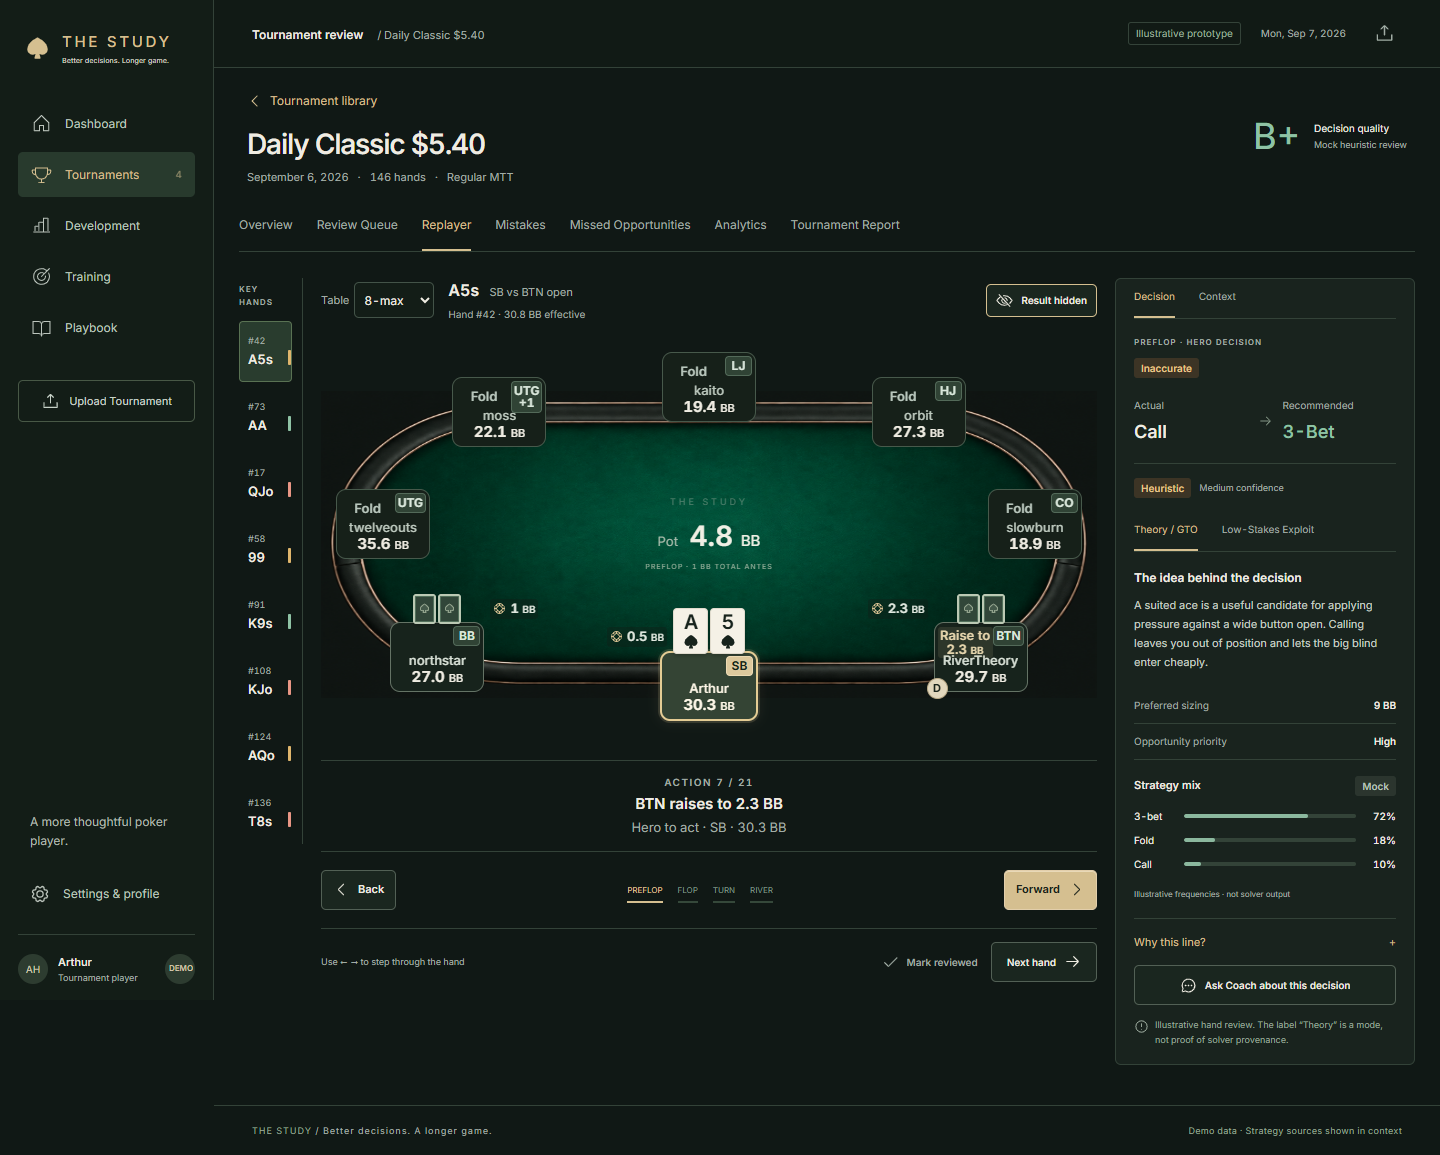 THE STUDY
Better decisions. Longer game.
Dashboard
Tournaments 4
Development
Training
Playbook
Upload Tournament
A more thoughtful poker
player.
Settings & profile
AH
Arthur
Tournament player
DEMO
Tournament review / Daily Classic $5.40
Illustrative prototype
Mon, Sep 7, 2026
Tournament library
Daily Classic $5.40
September 6, 2026 · 146 hands · Regular MTT
B+
Decision quality
Mock heuristic review
Overview
Review Queue
Replayer
Mistakes
Missed Opportunities
Analytics
Tournament Report
KEY
HANDS
#42
A5s
#73
AA
#17
QJo
#58
99
#91
K9s
#108
KJo
#124
AQo
#136
T8s
Table 8-max
A5s SB vs BTN open
Hand #42 · 30.8 BB effective
Result hidden
Fold LJ
kaito
19.4 BB
Fold UTG
+1
moss
22.1 BB
Fold HJ
orbit
27.3 BB
Fold UTG
twelveouts
35.6 BB
Fold CO
slowburn
18.9 BB
THE STUDY
Pot 4.8 BB
PREFLOP · 1 BB TOTAL ANTES
1 BB
2.3 BB
0.5 BB
A 5
BB
northstar
27.0 BB
SB
Arthur
30.3 BB
Raise to BTN
2.3 BB
RiverTheory
29.7 BB
D
ACTION 7 / 21
BTN raises to 2.3 BB
Hero to act · SB · 30.3 BB
Back
PREFLOP FLOP TURN RIVER
Forward
Use ← → to step through the hand
Mark reviewed
Next hand →
Decision
Context
PREFLOP · HERO DECISION
Inaccurate
Actual
Call
→
Recommended
3-Bet
Heuristic Medium confidence
Theory / GTO
Low-Stakes Exploit
The idea behind the decision
A suited ace is a useful candidate for applying
pressure against a wide button open. Calling
leaves you out of position and lets the big blind
enter cheaply.
Preferred sizing 9 BB
Opportunity priority High
Strategy mix Mock
3-bet 72%
Fold 18%
Call 10%
Illustrative frequencies · not solver output
Why this line? +
Ask Coach about this decision
Illustrative hand review. The label “Theory” is a mode,
not proof of solver provenance.
THE STUDY / Better decisions. A longer game.
Demo data · Strategy sources shown in context